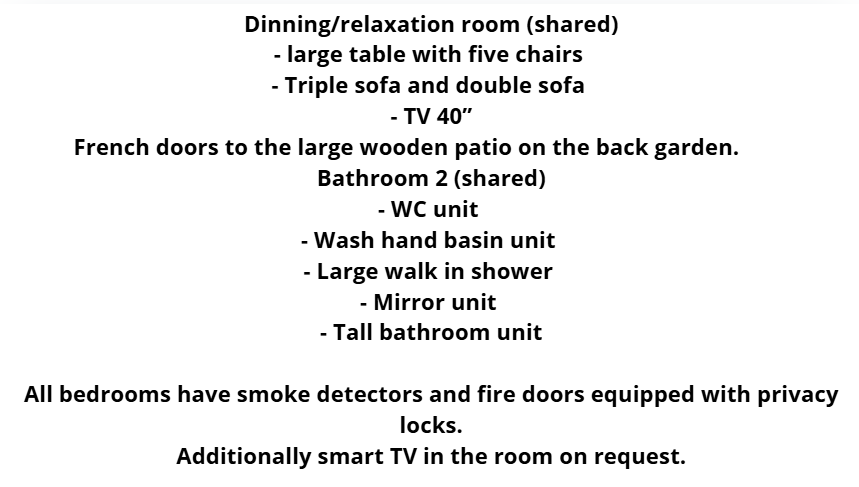 Dinning/relaxation room (shared)
- large table with five chairs
- Triple sofa and double sofa
- TV 40”
French doors to the large wooden patio on the back garden.
Bathroom 2 (shared)
- WC unit
- Wash hand basin unit
- Large walk in shower
- Mirror unit
- Tall bathroom unit
All bedrooms have smoke detectors and fire doors equipped with privacy
locks.
Additionally smart TV in the room on request.